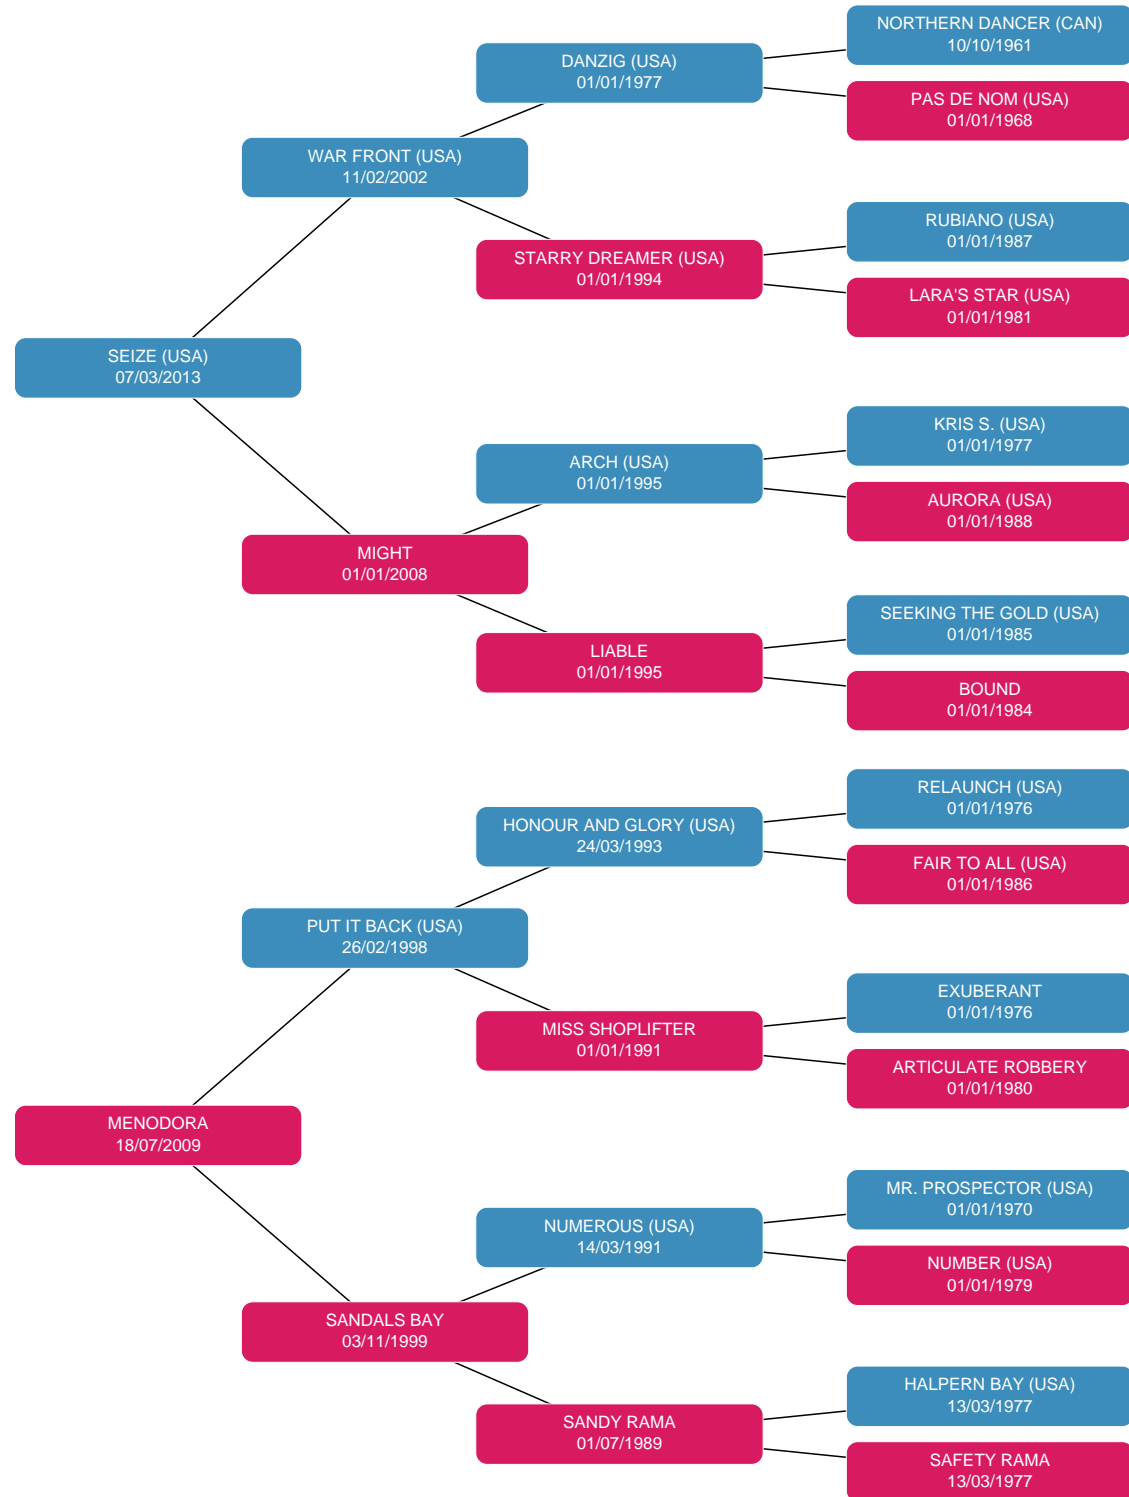 NORTHERN DANCER (CAN)
10/10/1961
DANZIG (USA)
01/01/1977
PAS DE NOM (USA)
01/01/1968
WAR FRONT (USA)
11/02/2002
RUBIANO (USA)
01/01/1987
STARRY DREAMER (USA)
01/01/1994
LARA'S STAR (USA)
01/01/1981
SEIZE (USA)
07/03/2013
KRIS S. (USA)
01/01/1977
ARCH (USA)
01/01/1995
AURORA (USA)
01/01/1988
MIGHT
01/01/2008
SEEKING THE GOLD (USA)
01/01/1985
LIABLE
01/01/1995
BOUND
01/01/1984
RELAUNCH (USA)
01/01/1976
HONOUR AND GLORY (USA)
24/03/1993
FAIR TO ALL (USA)
01/01/1986
PUT IT BACK (USA)
26/02/1998
EXUBERANT
01/01/1976
MISS SHOPLIFTER
01/01/1991
ARTICULATE ROBBERY
01/01/1980
MENODORA
18/07/2009
MR. PROSPECTOR (USA)
01/01/1970
NUMEROUS (USA)
14/03/1991
NUMBER (USA)
01/01/1979
SANDALS BAY
03/11/1999
HALPERN BAY (USA)
13/03/1977
SANDY RAMA
01/07/1989
SAFETY RAMA
13/03/1977